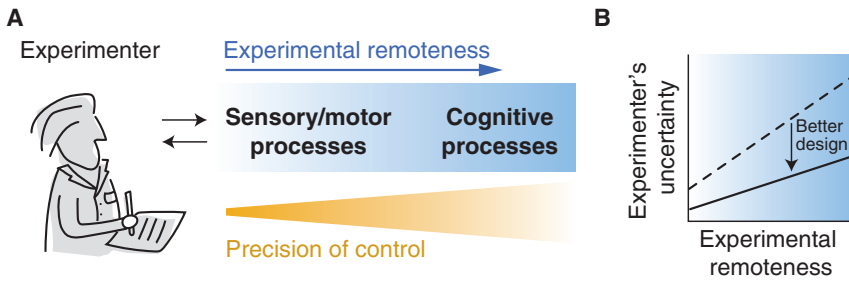 A
Experimenter
Experimental remoteness
Sensory/motor
processes
Cognitive
processes
Precision of control
B
Experimenter's
uncertainty
Better
design
Experimental
remoteness